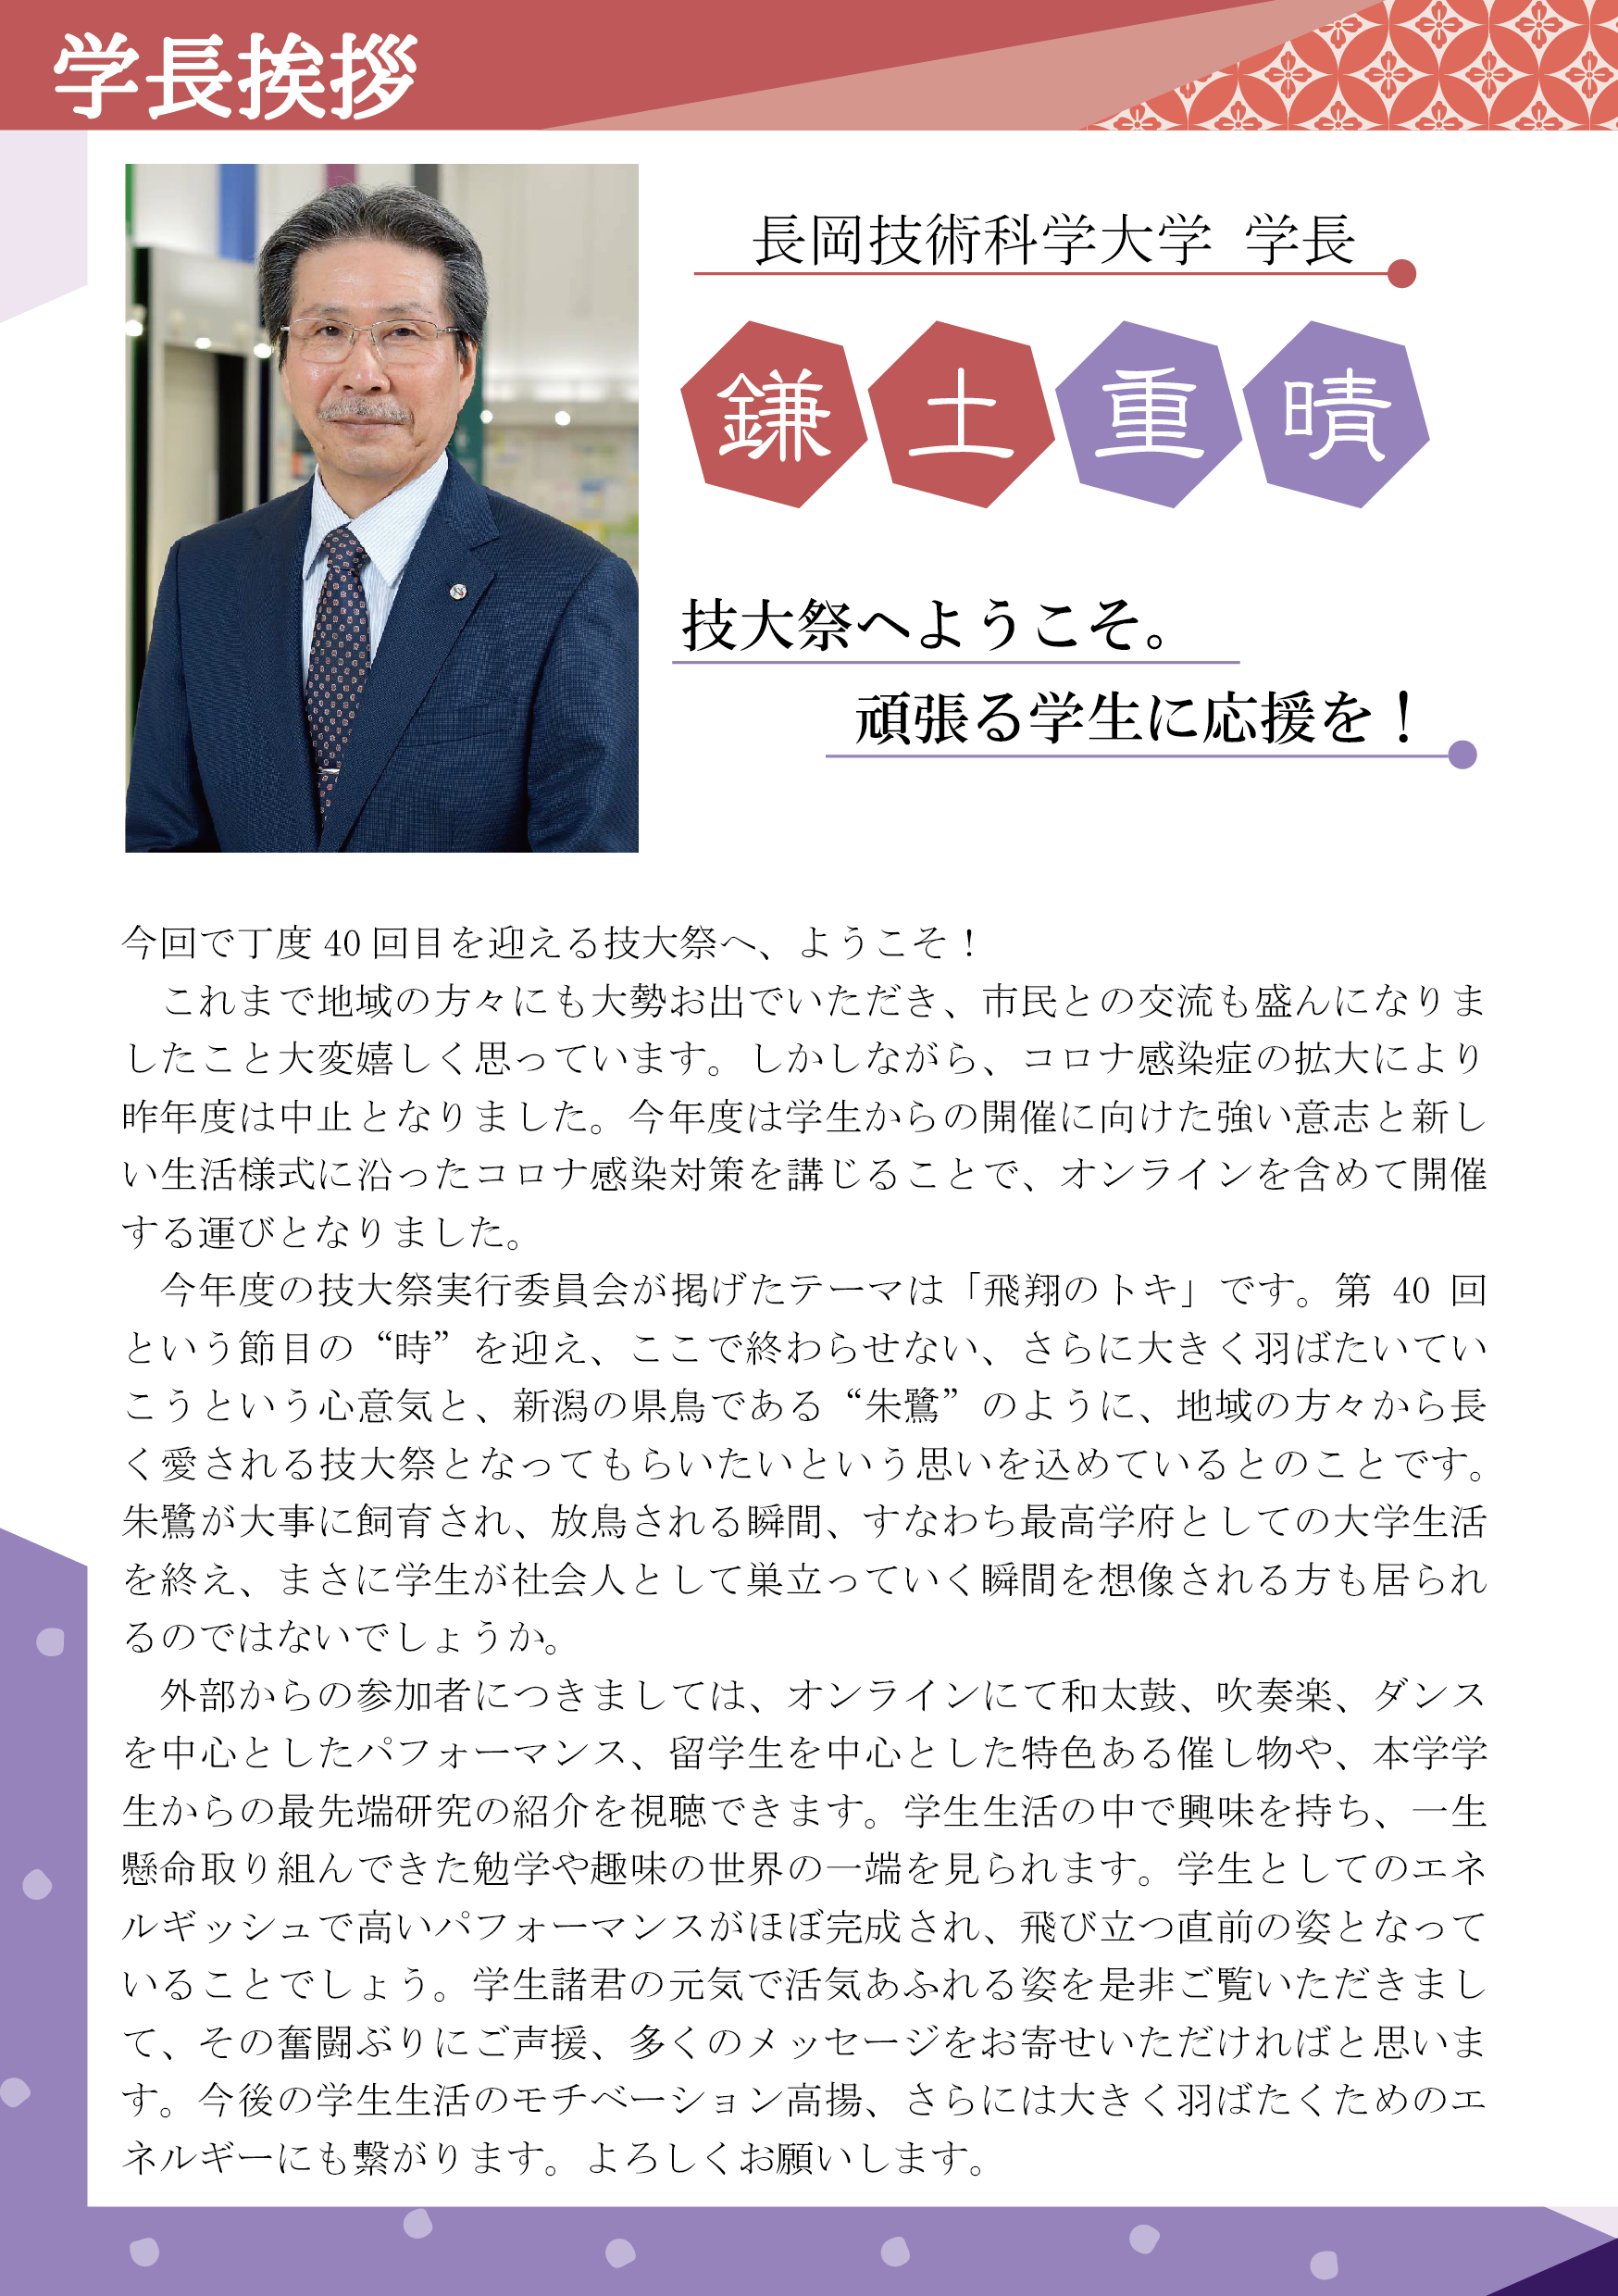 学長挨拶
長岡技術科学大学 学長
鎌土重晴
技大祭へようこそ。
頑張る学生に応援を！
今回で丁度 40 回目を迎える技大祭へ、ようこそ！
　これまで地域の方々にも大勢お出でいただき、市民との交流も盛んになりま
したこと大変嬉しく思っています。しかしながら、コロナ感染症の拡大により
昨年度は中止となりました。今年度は学生からの開催に向けた強い意志と新し
い生活様式に沿ったコロナ感染対策を講じることで、オンラインを含めて開催
する運びとなりました。
　今年度の技大祭実行委員会が掲げたテーマは「飛翔のトキ」です。第 40 回
という節目の“時”を迎え、ここで終わらせない、さらに大きく羽ばたいてい
こうという心意気と、新潟の県鳥である“朱鷺”のように、地域の方々から長
く愛される技大祭となってもらいたいという思いを込めているとのことです。
朱鷺が大事に飼育され、放鳥される瞬間、すなわち最高学府としての大学生活
を終え、まさに学生が社会人として巣立っていく瞬間を想像される方も居られ
るのではないでしょうか。
　外部からの参加者につきましては、オンラインにて和太鼓、吹奏楽、ダンス
を中心としたパフォーマンス、留学生を中心とした特色ある催し物や、本学学
生からの最先端研究の紹介を視聴できます。学生生活の中で興味を持ち、一生
懸命取り組んできた勉学や趣味の世界の一端を見られます。学生としてのエネ
ルギッシュで高いパフォーマンスがほぼ完成され、飛び立つ直前の姿となって
いることでしょう。学生諸君の元気で活気あふれる姿を是非ご覧いただきまし
て、その奮闘ぶりにご声援、多くのメッセージをお寄せいただければと思いま
す。今後の学生生活のモチベーション高揚、さらには大きく羽ばたくためのエ
ネルギーにも繋がります。よろしくお願いします。